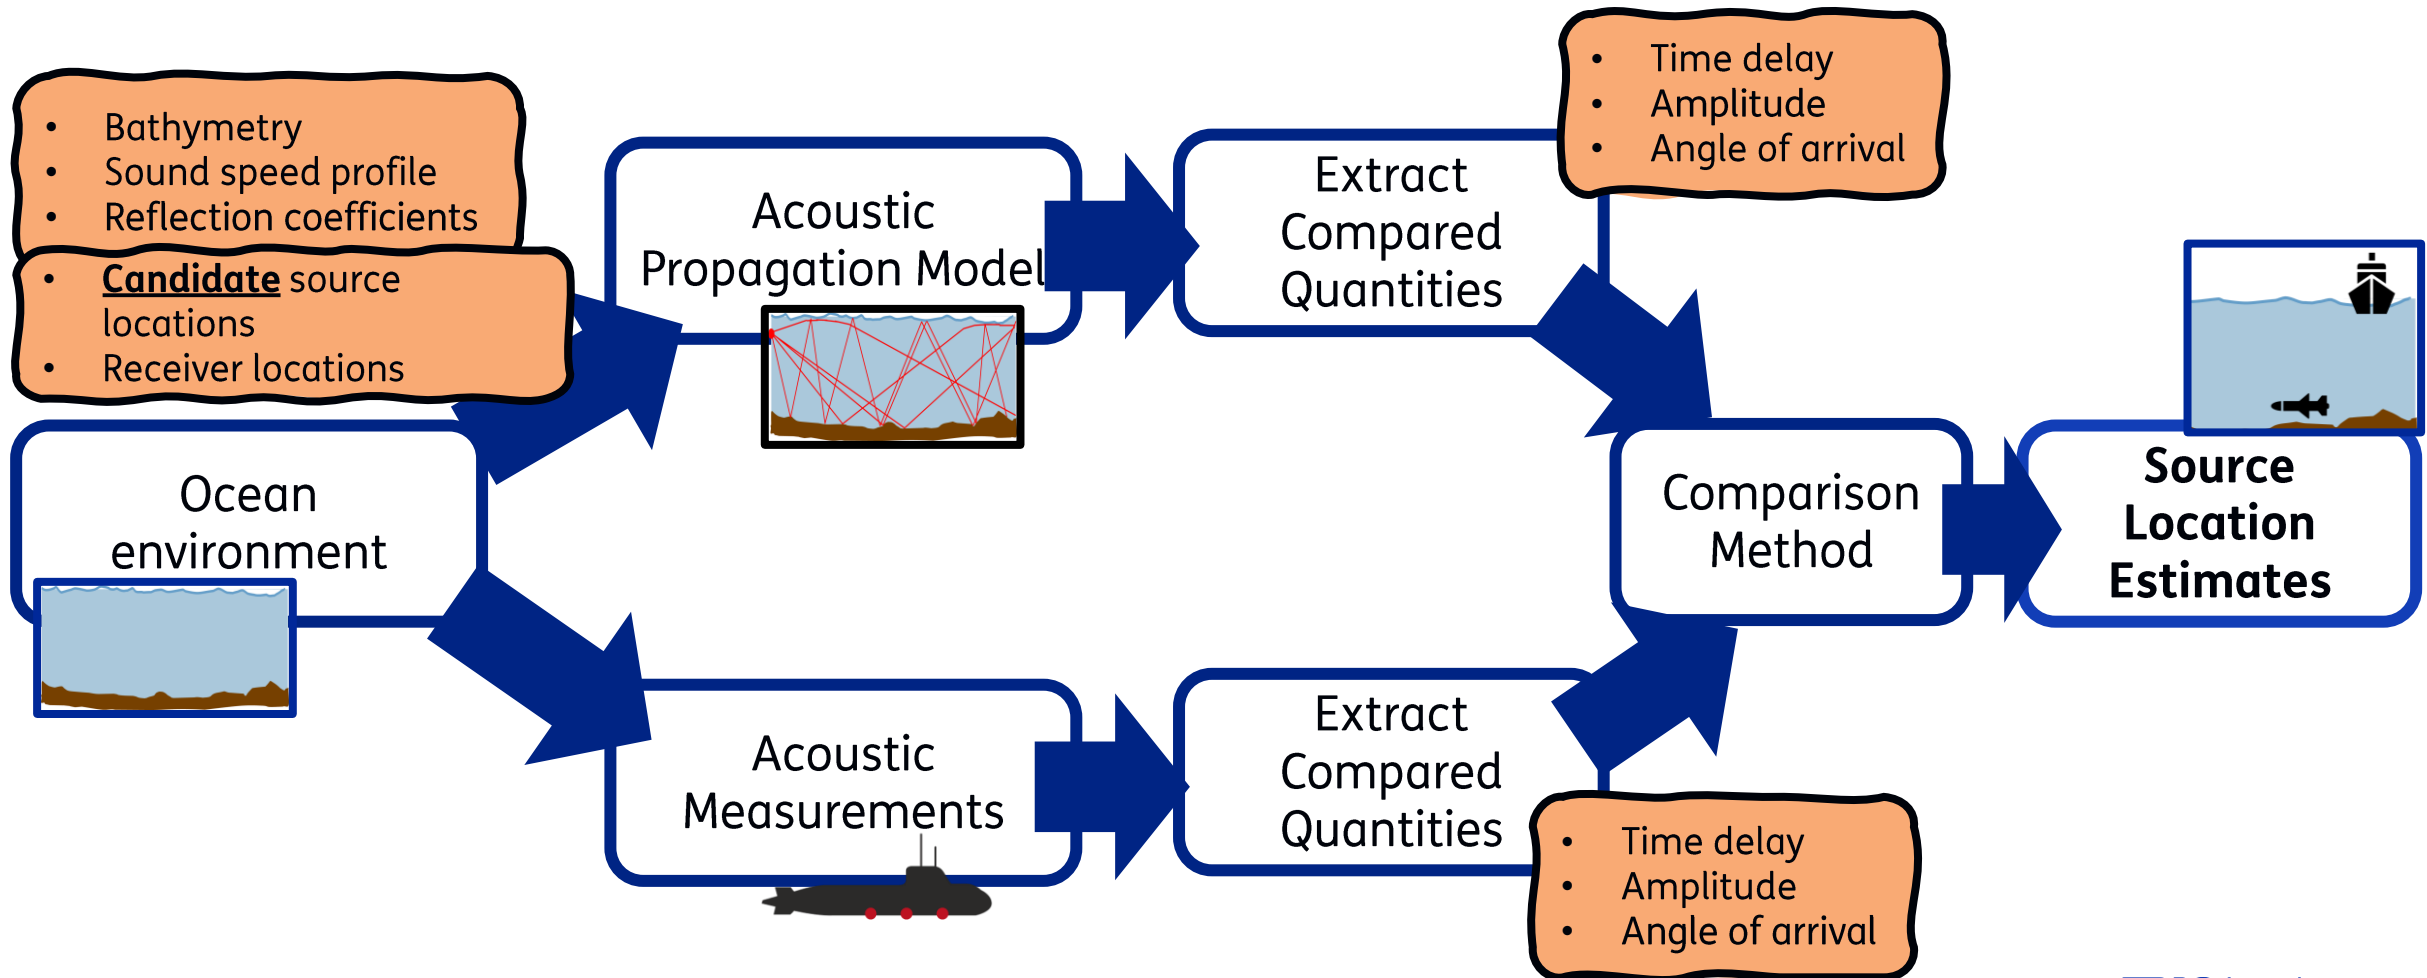 • Bathymetry
• Sound speed profile
• Reflection coefficients
• Candidate source
locations
• Receiver locations
Ocean
environment
Acoustic
Propagation Model
Extract
Compared
Quantities
• Time delay
• Amplitude
• Angle of arrival
Acoustic
Measurements
Extract
Compared
Quantities
• Time delay
• Amplitude
• Angle of arrival
Comparison
Method
Source
Location
Estimates